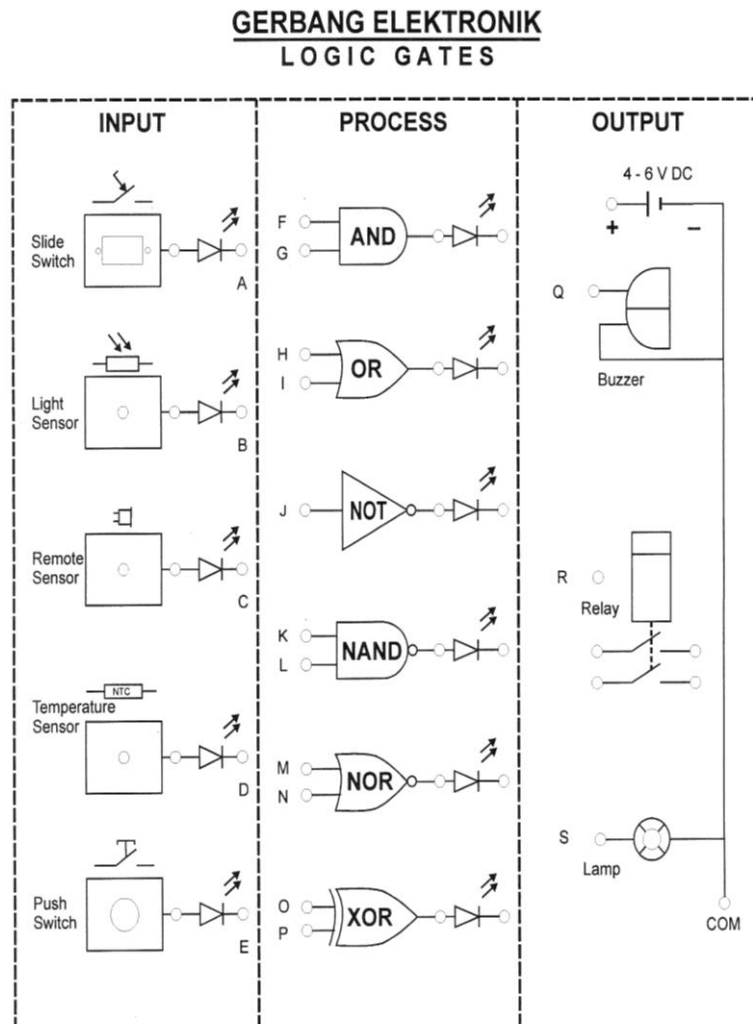 GERBANG ELEKTRONIK
LOGIC GATES
INPUT
Slide
Switch
A
Light
Sensor
B
Remote
Sensor
C
NTC
Temperature
Sensor
D
Push
Switch
E
PROCESS
F
G
AND
H
I
OR
J
NOT
K
L
NAND
M
N
NOR
O
P
XOR
OUTPUT
4 - 6 V DC
+ –
Q
Buzzer
R
Relay
S
Lamp
COM